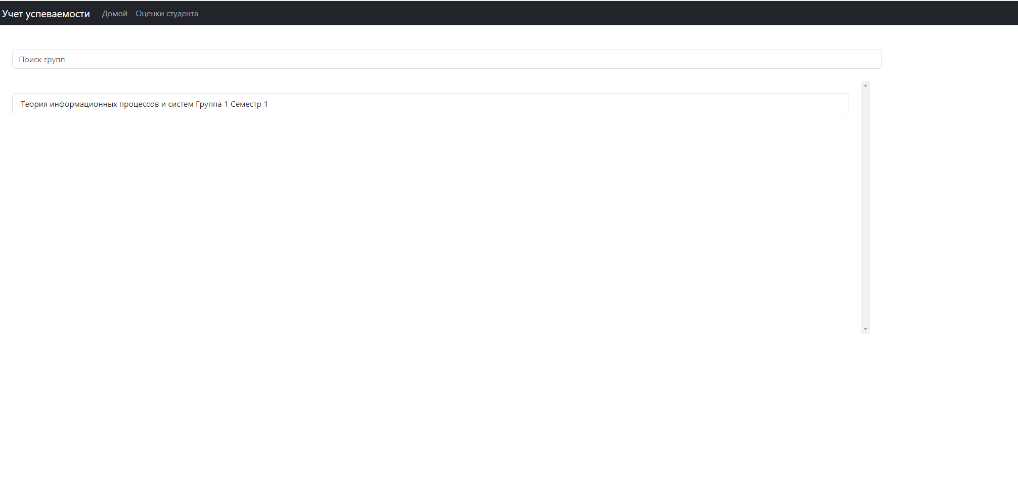 Учет успеваемости Домой Оценки студента
Поиск групп
Теория информационных процессов и систем Группа 1 Семестр 1